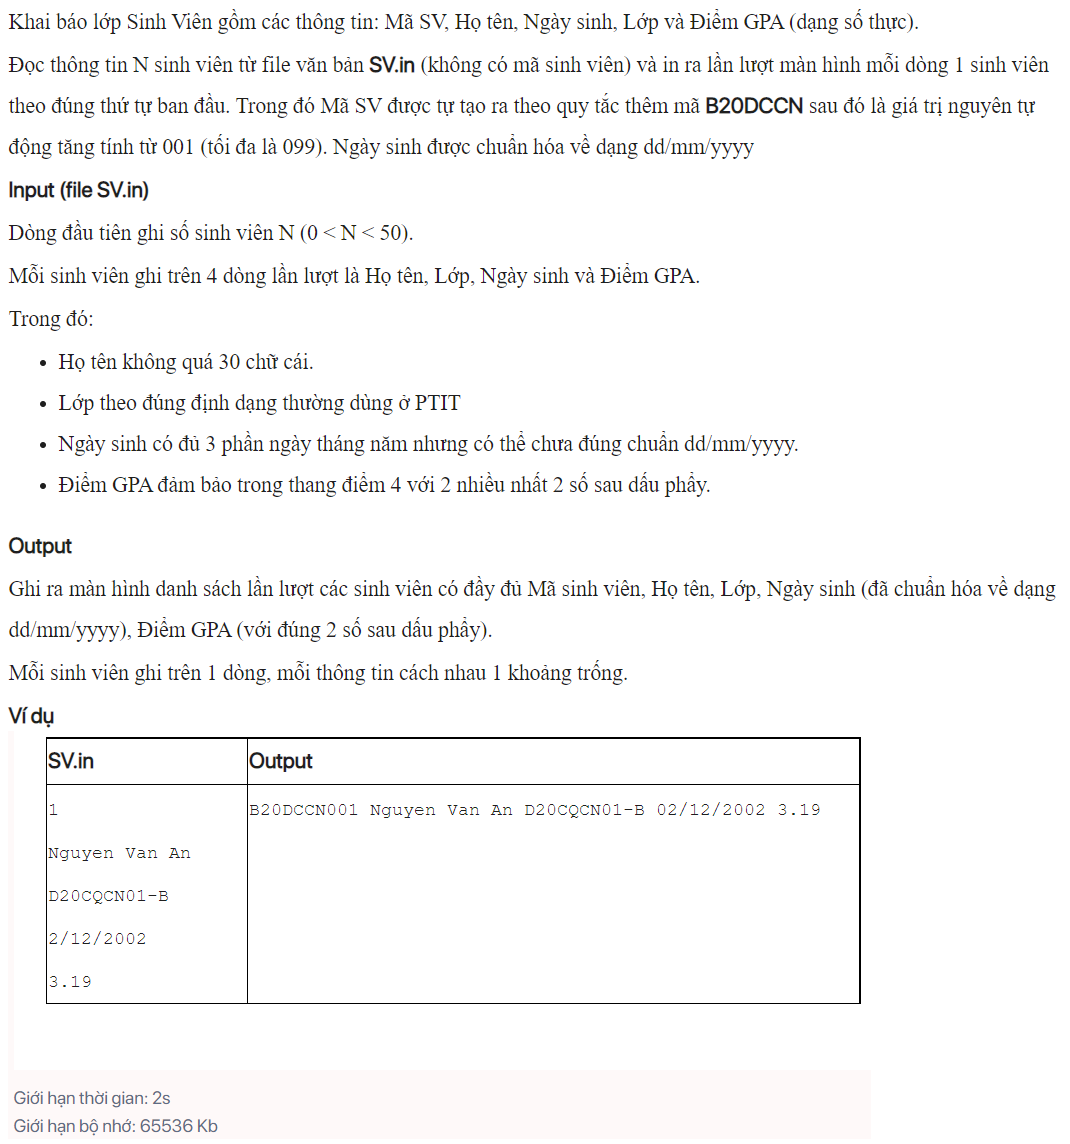 Khai báo lớp Sinh Viên gồm các thông tin: Mã SV, Họ tên, Ngày sinh, Lớp và Điểm GPA (dạng số thực).
Đọc thông tin N sinh viên từ file văn bản SV.in (không có mã sinh viên) và in ra lần lượt màn hình mỗi dòng 1 sinh viên
theo đúng thứ tự ban đầu. Trong đó Mã SV được tự tạo ra theo quy tắc thêm mã B20DCCN sau đó là giá trị nguyên tự
động tăng tính từ 001 (tối đa là 099). Ngày sinh được chuẩn hóa về dạng dd/mm/yyyy
Input (file SV.in)
Dòng đầu tiên ghi số sinh viên N (0 < N < 50).
Mỗi sinh viên ghi trên 4 dòng lần lượt là Họ tên, Lớp, Ngày sinh và Điểm GPA.
Trong đó:
• Họ tên không quá 30 chữ cái.
• Lớp theo đúng định dạng thường dùng ở PTIT
• Ngày sinh có đủ 3 phần ngày tháng năm nhưng có thể chưa đúng chuẩn dd/mm/yyyy.
• Điểm GPA đảm bảo trong thang điểm 4 với 2 nhiều nhất 2 số sau dấu phẩy.
Output
Ghi ra màn hình danh sách lần lượt các sinh viên có đầy đủ Mã sinh viên, Họ tên, Lớp, Ngày sinh (đã chuẩn hóa về dạng
dd/mm/yyyy), Điểm GPA (với đúng 2 số sau dấu phẩy).
Mỗi sinh viên ghi trên 1 dòng, mỗi thông tin cách nhau 1 khoảng trống.
Ví dụ
SV.in Output
1 B20DCCN001 Nguyen Van An D20CQCN01-B 02/12/2002 3.19
Nguyen Van An
D20CQCN01-B
2/12/2002
3.19
Giới hạn thời gian: 2s
Giới hạn bộ nhớ: 65536 Kb